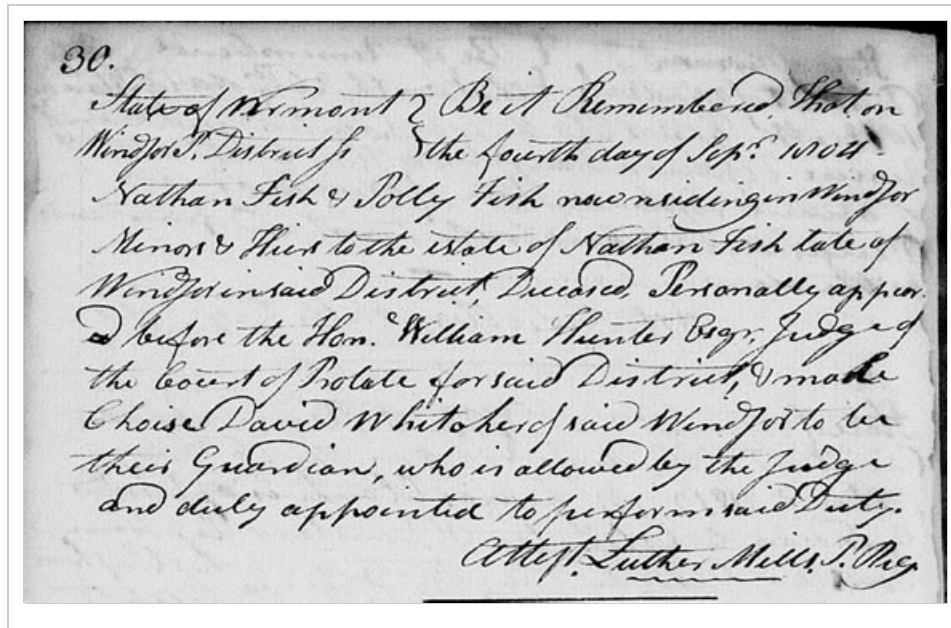 30.
State of Vermont } Be it Remembered, That on
Windsor P. District Ss } the fourth day of Sepr. 1804
Nathan Fish & Polly Fish now residing in Windsor
Minors & Hiers to the estate of Nathan Fish late of
Windsor in said District, Deceased, Personally appear-
ed before the Hon.e William Hunter Esqr. Judge of
the Court of Probate for said District, & made
Choise David Whitcher of said Windsor to be
their Guardian, who is allowed by the Judge
and duly appointed to perform said Duty.
Attest Luther Mills, P. Reg.